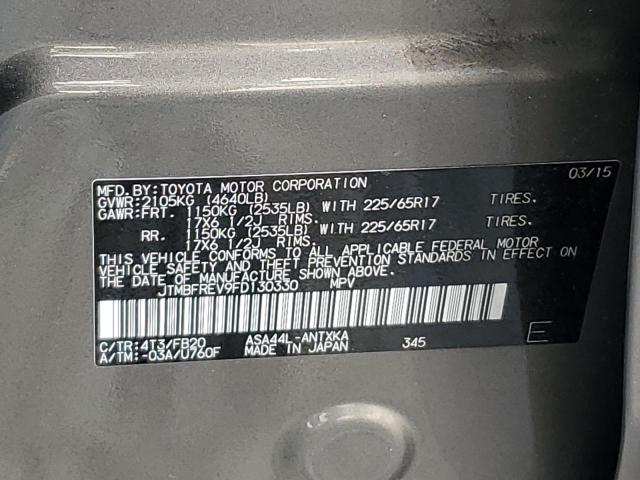 MFD. BY:TOYOTA MOTOR CORPORATION 03/15
GVWR:2105KG (4640LB)
GAWR:FRT. 1150KG (2535LB) WITH 225/65R17 TIRES.
17X6 1/2J RIMS.
RR. 1150KG (2535LB) WITH 225/65R17 TIRES.
17X6 1/2J RIMS.
THIS VEHICLE CONFORMS TO ALL APPLICABLE FEDERAL MOTOR
VEHICLE SAFETY AND THEFT PREVENTION STANDARDS IN EFFECT ON
THE DATE OF MANUFACTURE SHOWN ABOVE.
JTMBFREV9FD130330 MPV
C/TR:4T3/FB20 ASA44L-ANTXKA 345 E
A/TM:-03A/U760F MADE IN JAPAN